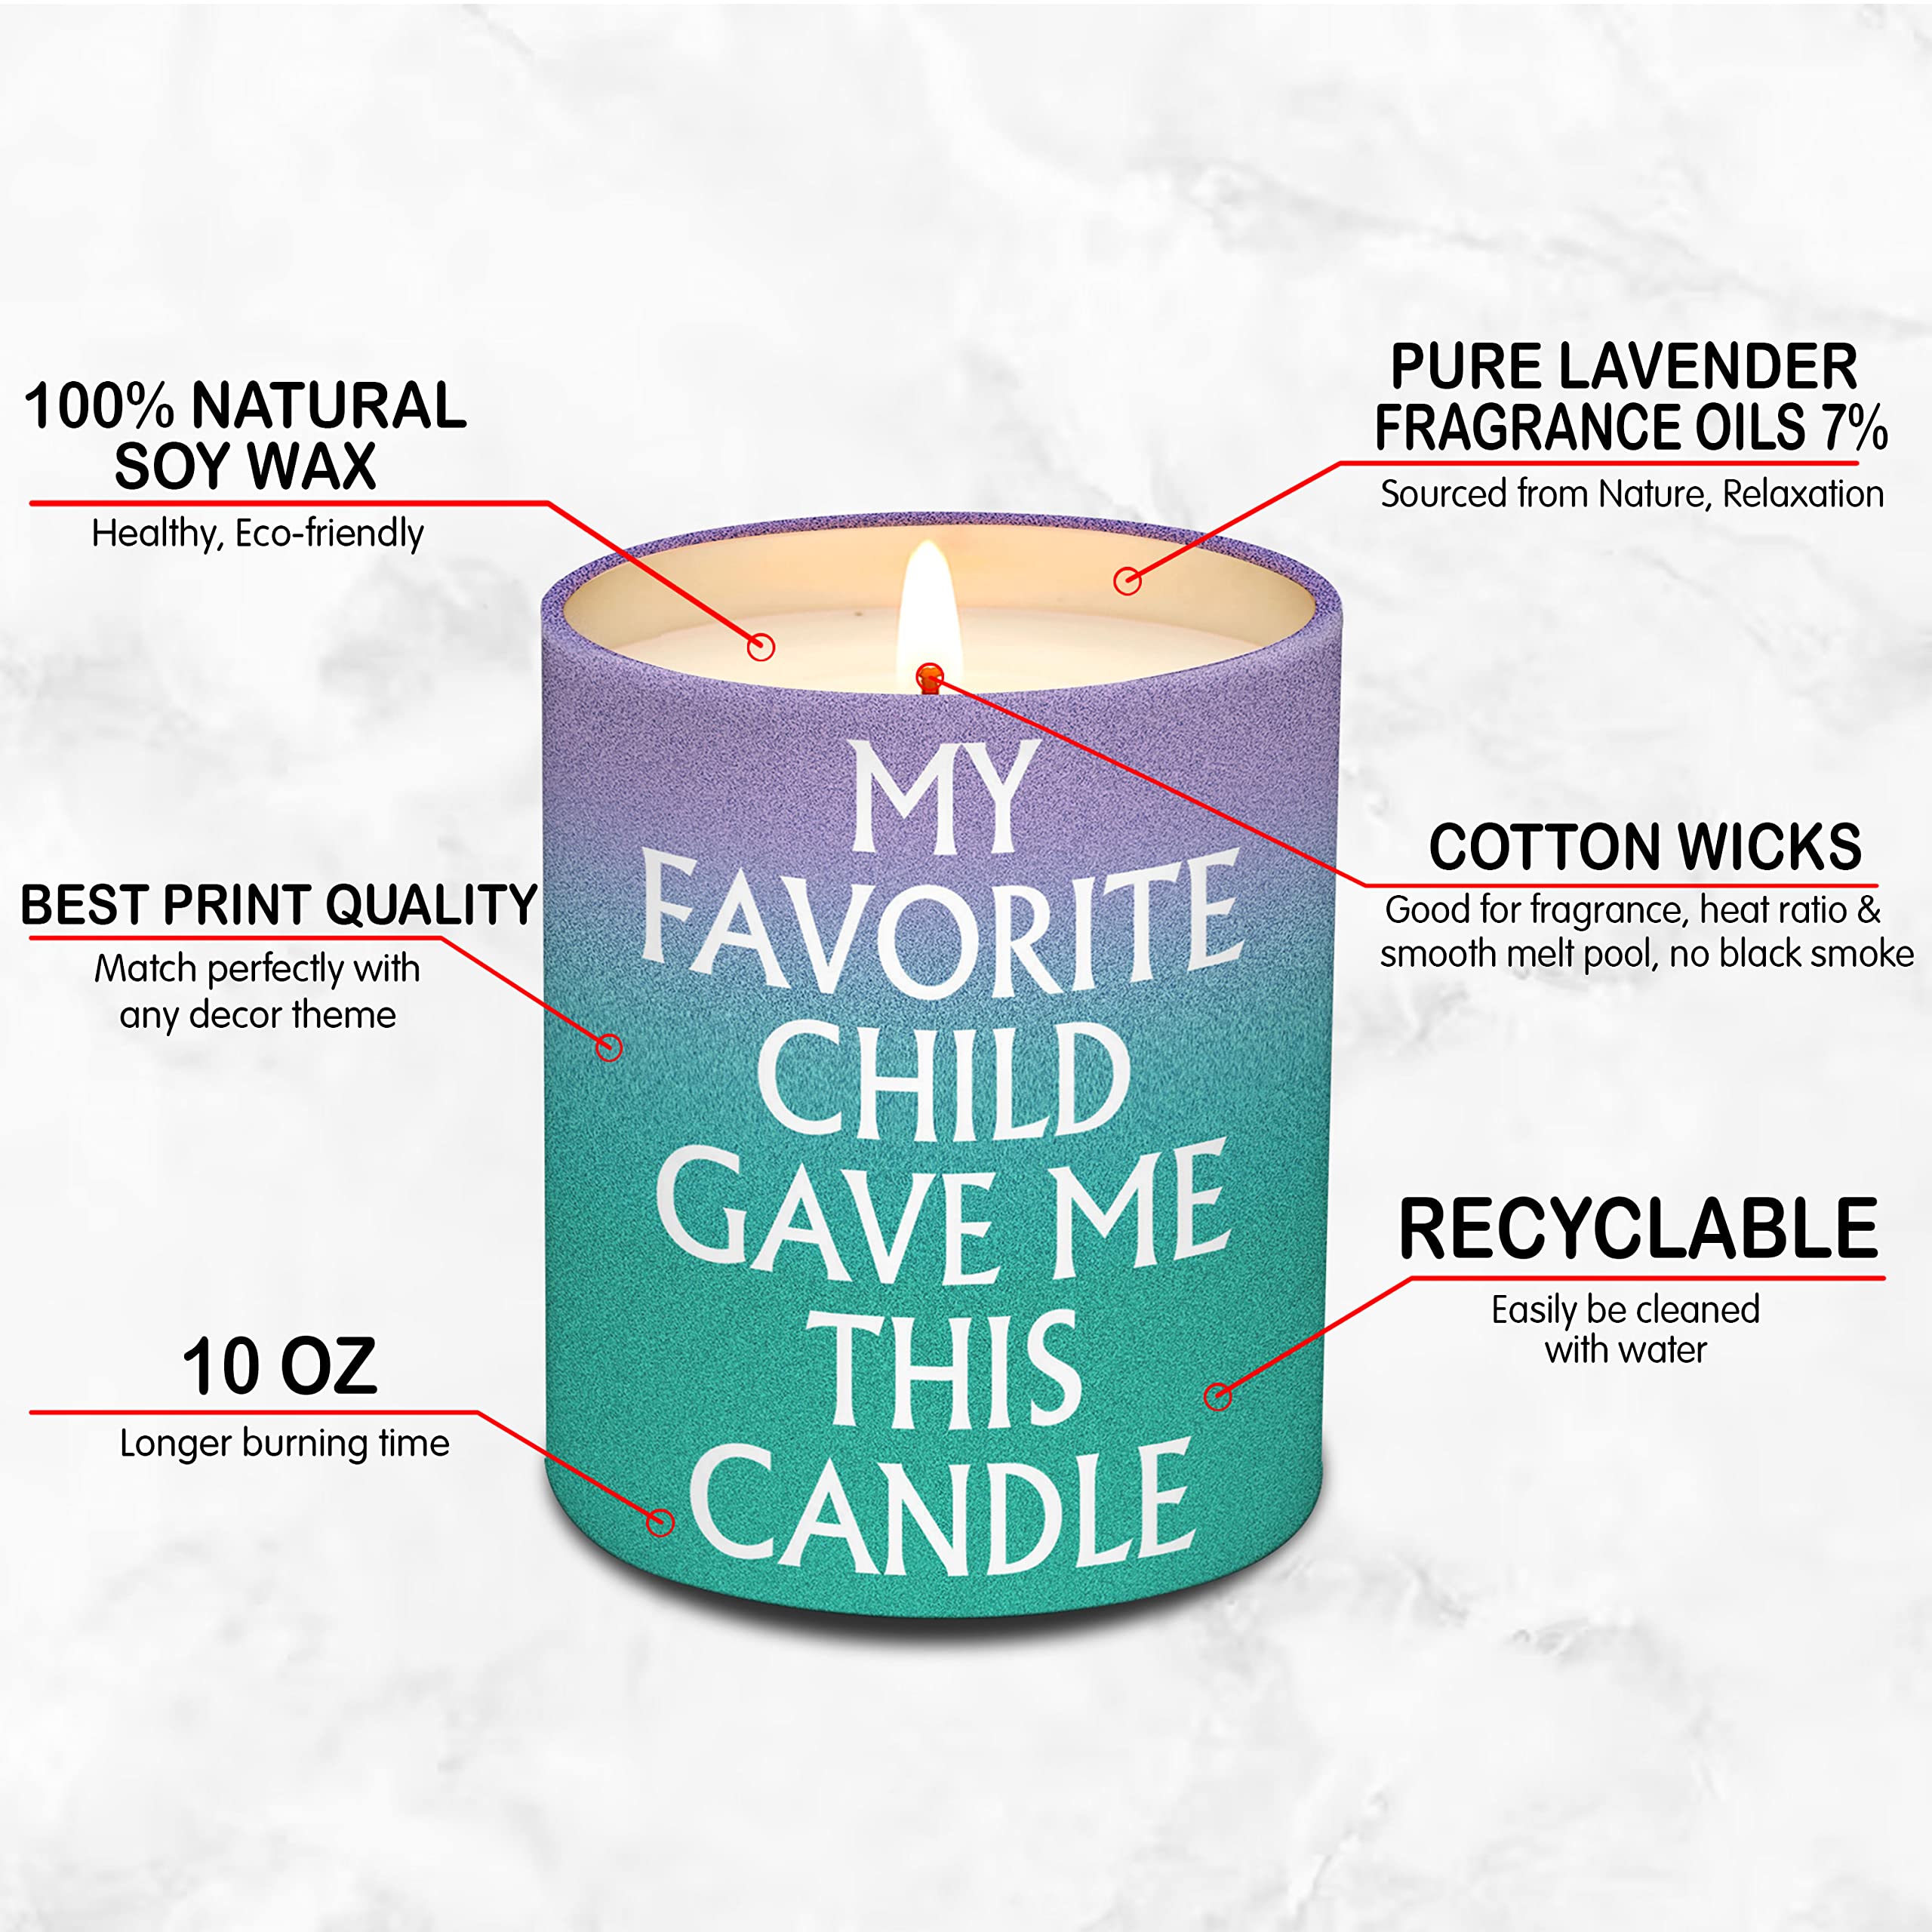 100% NATURAL
SOY WAX
Healthy, Eco-friendly
PURE LAVENDER
FRAGRANCE OILS 7%
Sourced from Nature, Relaxation
BEST PRINT QUALITY
Match perfectly with
any decor theme
COTTON WICKS
Good for fragrance, heat ratio &
smooth melt pool, no black smoke
10 OZ
Longer burning time
RECYCLABLE
Easily be cleaned
with water
MY
FAVORITE
CHILD
GAVE ME
THIS
CANDLE